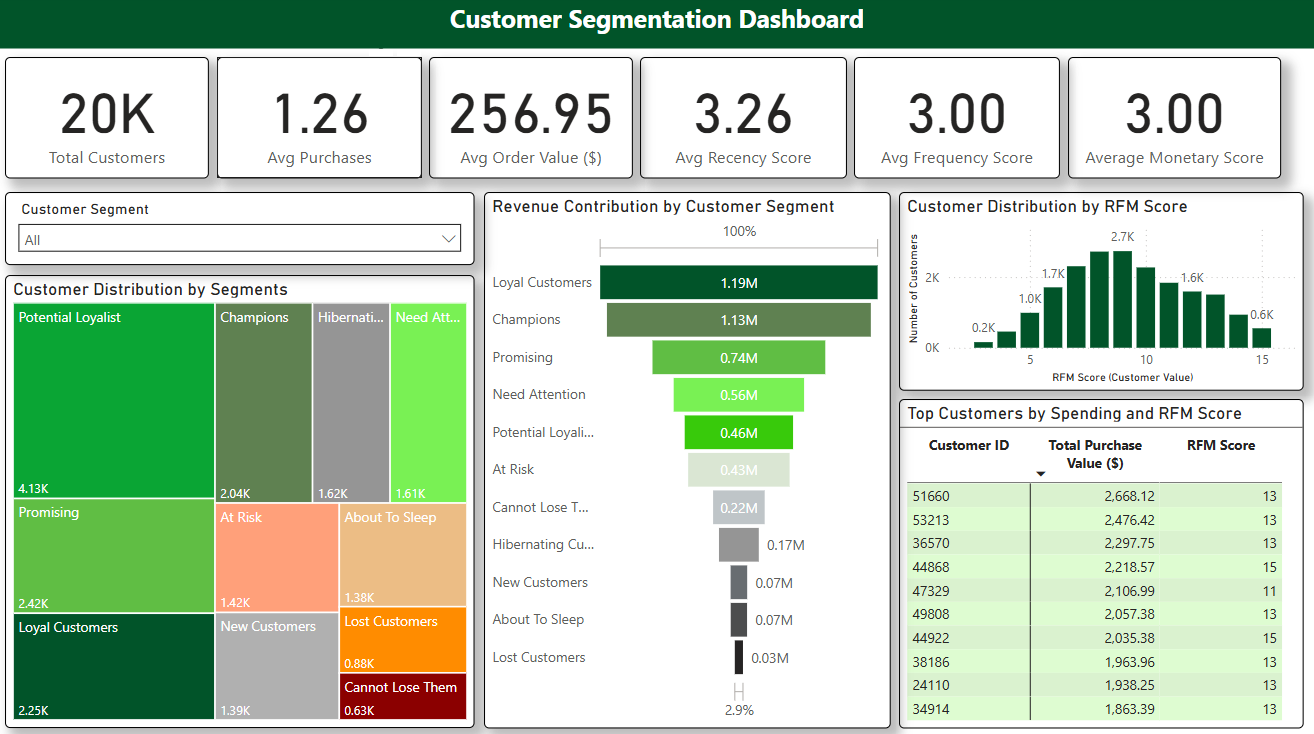 Customer Segmentation Dashboard
20K
Total Customers
1.26
Avg Purchases
256.95
Avg Order Value ($)
3.26
Avg Recency Score
3.00
Avg Frequency Score
3.00
Average Monetary Score
Customer Segment
All
Customer Distribution by Segments
Potential Loyalist
4.13K
Promising
2.42K
Loyal Customers
2.25K
Champions
2.04K
Hibernati...
1.62K
Need Att...
1.61K
At Risk
1.42K
New Customers
1.39K
About To Sleep
1.38K
Lost Customers
0.88K
Cannot Lose Them
0.63K
Revenue Contribution by Customer Segment
100%
Loyal Customers 1.19M
Champions 1.13M
Promising 0.74M
Need Attention 0.56M
Potential Loyali... 0.46M
At Risk 0.43M
Cannot Lose T... 0.22M
Hibernating Cu... 0.17M
New Customers 0.07M
About To Sleep 0.07M
Lost Customers 0.03M
2.9%
Customer Distribution by RFM Score
Number of Customers
2K
0K
0.2K
1.0K
1.7K
2.7K
1.6K
0.6K
5 10 15
RFM Score (Customer Value)
Top Customers by Spending and RFM Score
Customer ID Total Purchase Value ($) RFM Score
51660 2,668.12 13
53213 2,476.42 13
36570 2,297.75 13
44868 2,218.57 15
47329 2,106.99 11
49808 2,057.38 13
44922 2,035.38 15
38186 1,963.96 13
24110 1,938.25 13
34914 1,863.39 13